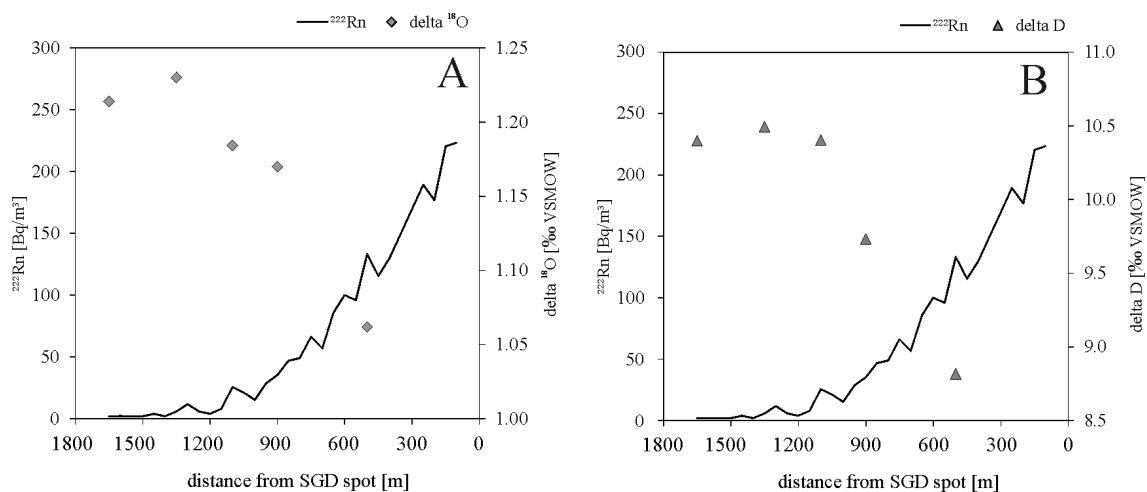 ²²²Rn delta ¹⁸O
A
300
250
200
150
100
50
0
²²²Rn [Bq/m³]
1.25
1.20
1.15
1.10
1.05
1.00
delta ¹⁸O [‰ VSMOW]
1800 1500 1200 900 600 300 0
distance from SGD spot [m]
²²²Rn delta D
B
300
250
200
150
100
50
0
²²²Rn [Bq/m³]
11.0
10.5
10.0
9.5
9.0
8.5
delta D [‰ VSMOW]
1800 1500 1200 900 600 300 0
distance from SGD spot [m]